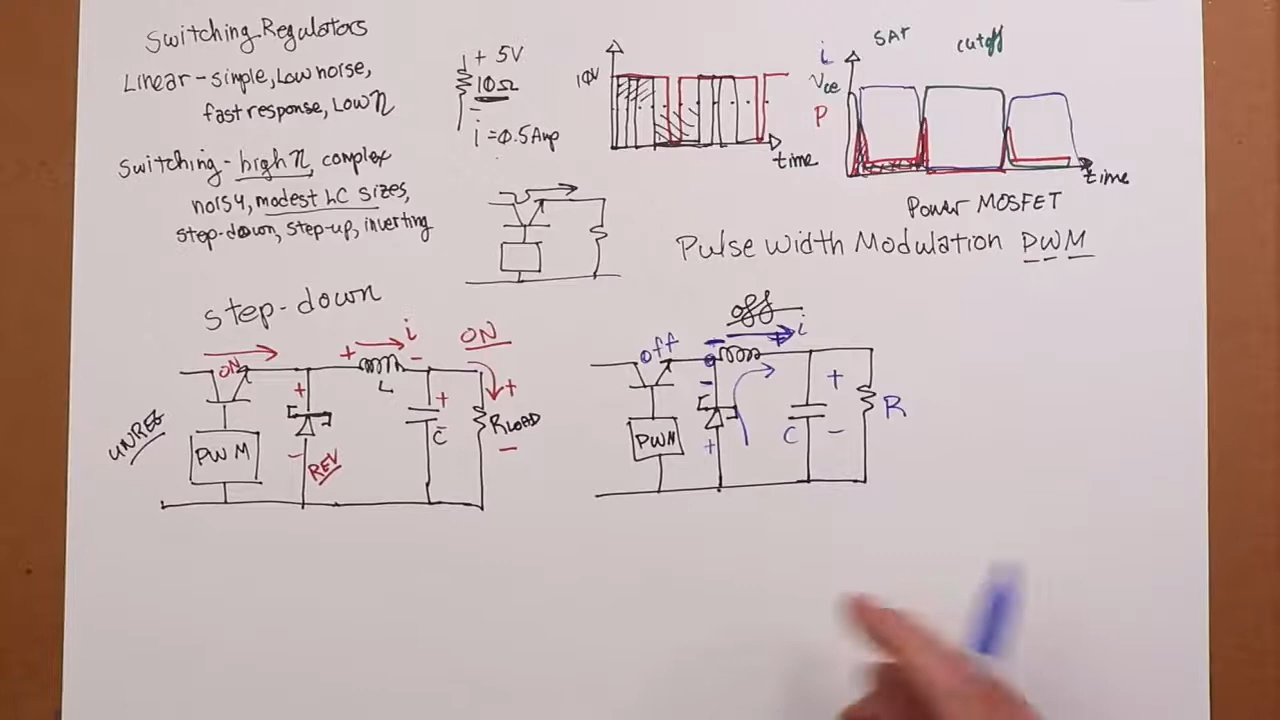 Switching Regulators
Linear - simple, Low noise,
fast response, Low η
Switching - high η, complex
noisy, modest LC sizes,
step-down, step-up, inverting
+ 5V
10Ω
-
i = 0.5 Amp
10V
time
i
Vce
P
SAT
cutoff
time
Power MOSFET
Pulse Width Modulation PWM
step-down
UNREG
ON
PWM
+
-
REV
+ i -
L
+
C
-
ON
+
RLOAD
-
off
off
i
PWM
-
+
+
C
-
R